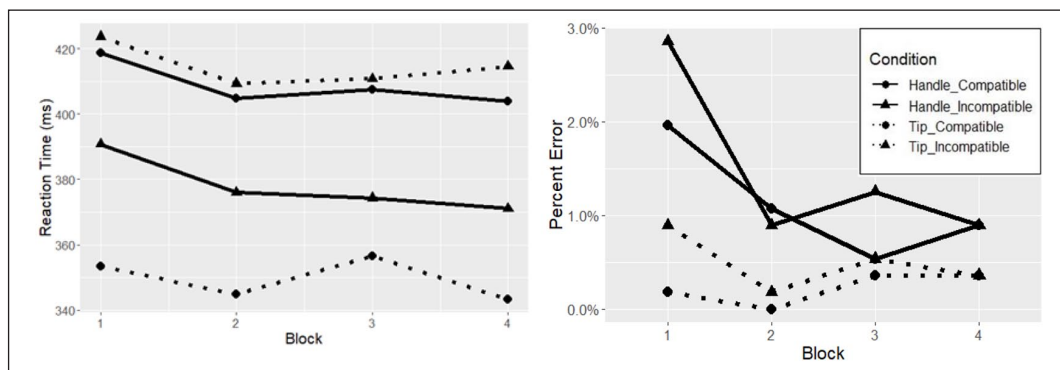 420
400
380
360
340
Reaction Time (ms)
1 2 3 4
Block
3.0%
2.0%
1.0%
0.0%
Percent Error
1 2 3 4
Block
Condition
Handle_Compatible
Handle_Incompatible
Tip_Compatible
Tip_Incompatible